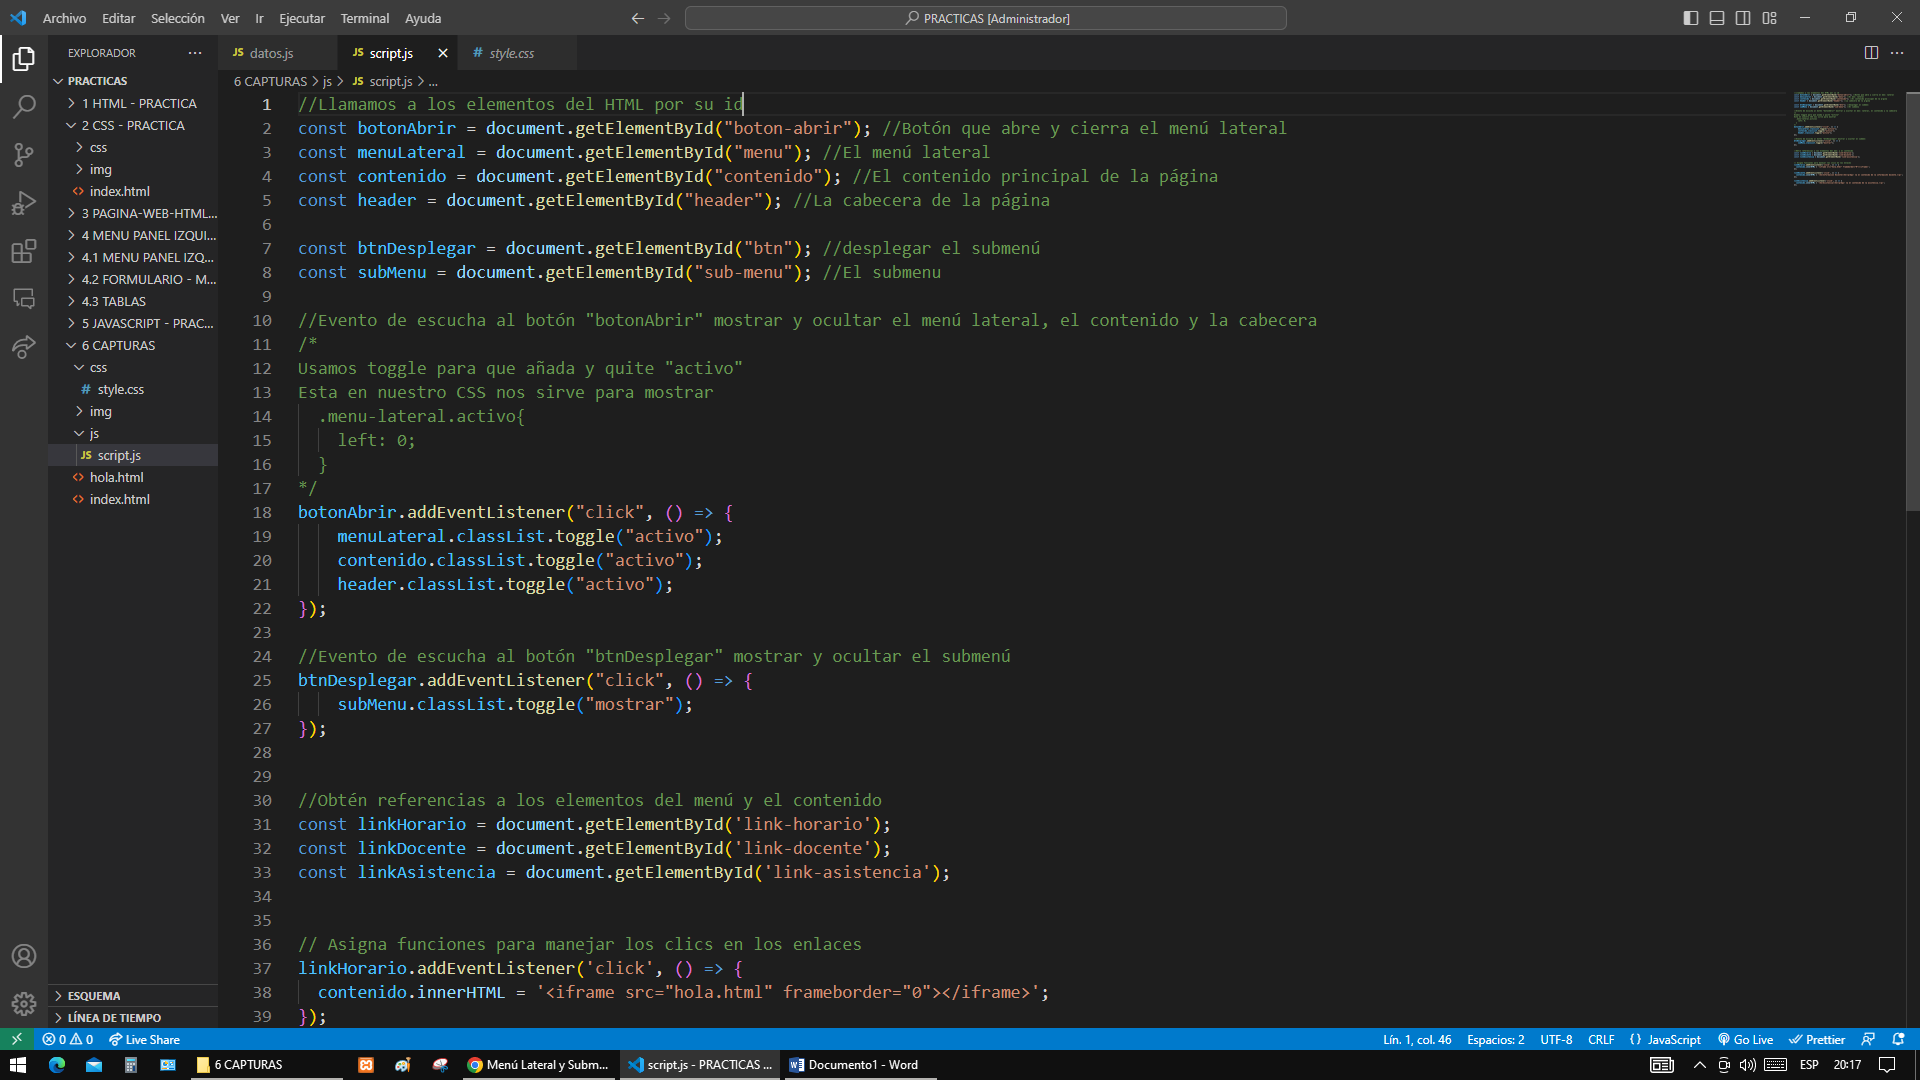 Archivo Editar Selección Ver Ir Ejecutar Terminal Ayuda
PRACTICAS [Administrador]
EXPLORADOR
PRACTICAS
1 HTML - PRACTICA
2 CSS - PRACTICA
css
img
index.html
3 PAGINA-WEB-HTML...
4 MENU PANEL IZQUI...
4.1 MENU PANEL IZQ...
4.2 FORMULARIO - M...
4.3 TABLAS
5 JAVASCRIPT - PRAC...
6 CAPTURAS
css
# style.css
img
js
JS script.js
hola.html
index.html
ESQUEMA
LÍNEA DE TIEMPO
JS datos.js
JS script.js
# style.css
6 CAPTURAS > js > JS script.js > ...
1 //Llamamos a los elementos del HTML por su id
2 const botonAbrir = document.getElementById("boton-abrir"); //Botón que abre y cierra el menú lateral
3 const menuLateral = document.getElementById("menu"); //El menú lateral
4 const contenido = document.getElementById("contenido"); //El contenido principal de la página
5 const header = document.getElementById("header"); //La cabecera de la página
6
7 const btnDesplegar = document.getElementById("btn"); //desplegar el submenú
8 const subMenu = document.getElementById("sub-menu"); //El submenu
9
10 //Evento de escucha al botón "botonAbrir" mostrar y ocultar el menú lateral, el contenido y la cabecera
11 /*
12 Usamos toggle para que añada y quite "activo"
13 Esta en nuestro CSS nos sirve para mostrar
14 .menu-lateral.activo{
15 left: 0;
16 }
17 */
18 botonAbrir.addEventListener("click", () => {
19 menuLateral.classList.toggle("activo");
20 contenido.classList.toggle("activo");
21 header.classList.toggle("activo");
22 });
23
24 //Evento de escucha al botón "btnDesplegar" mostrar y ocultar el submenú
25 btnDesplegar.addEventListener("click", () => {
26 subMenu.classList.toggle("mostrar");
27 });
28
29
30 //Obtén referencias a los elementos del menú y el contenido
31 const linkHorario = document.getElementById('link-horario');
32 const linkDocente = document.getElementById('link-docente');
33 const linkAsistencia = document.getElementById('link-asistencia');
34
35
36 // Asigna funciones para manejar los clics en los enlaces
37 linkHorario.addEventListener('click', () => {
38 contenido.innerHTML = '<iframe src="hola.html" frameborder="0"></iframe>';
39 });
0 0 Live Share
Lín. 1, col. 46 Espacios: 2 UTF-8 CRLF {} JavaScript Go Live Prettier
6 CAPTURAS
Menú Lateral y Subm...
script.js - PRACTICAS ...
Documento1 - Word
ESP 20:17